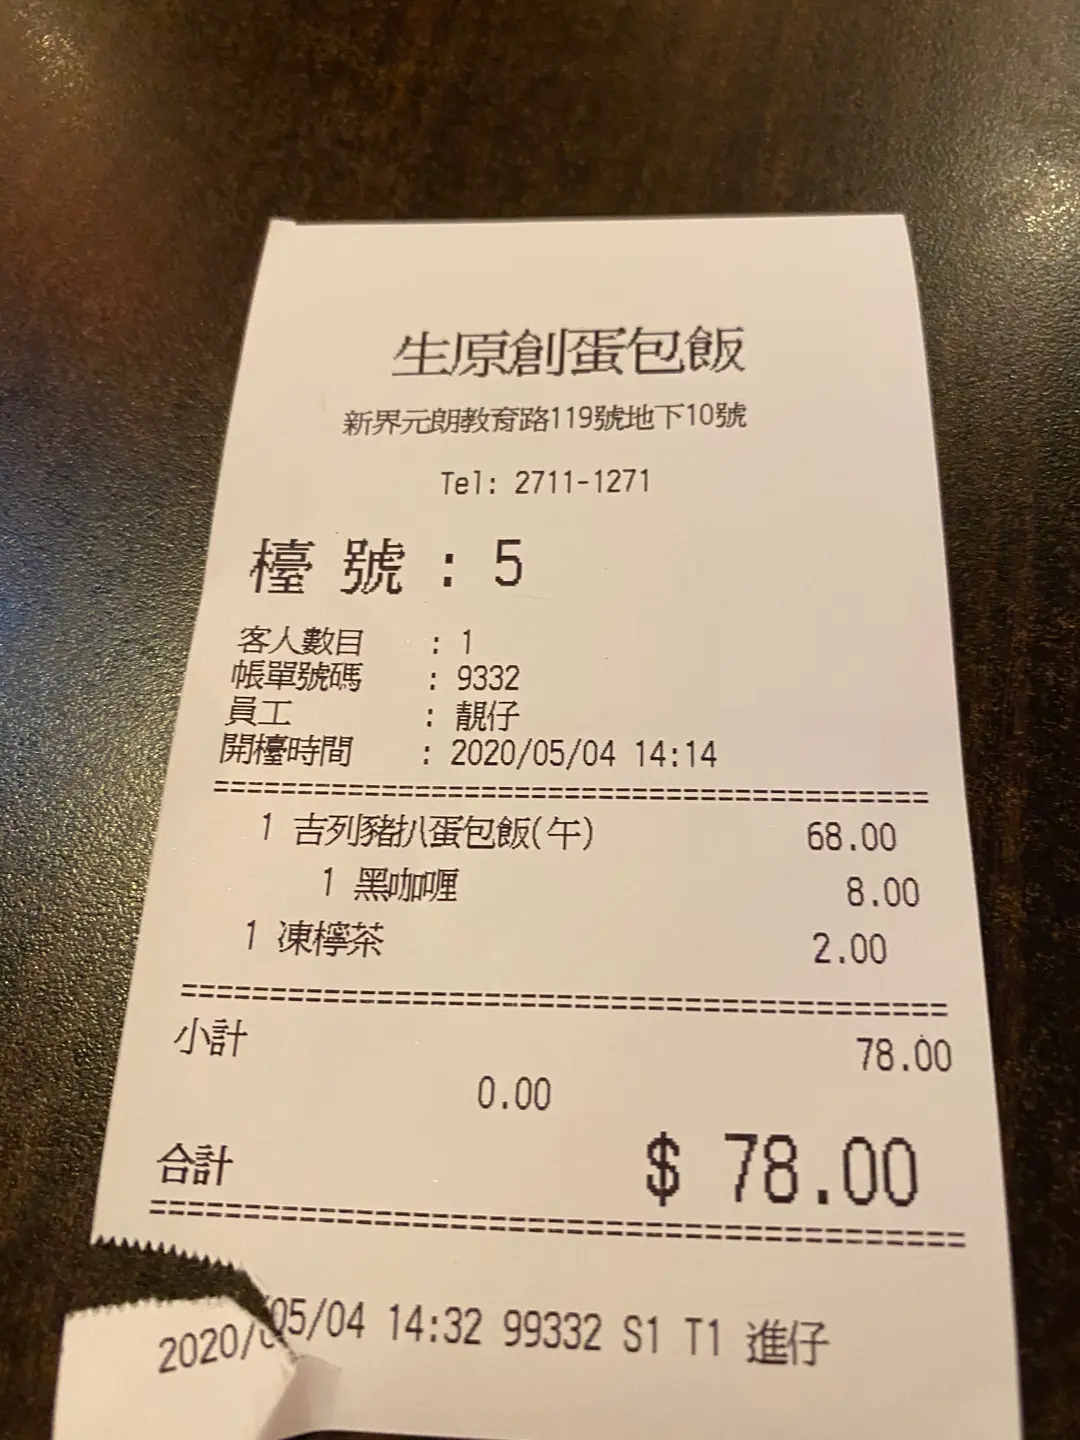 生原創蛋包飯
新界元朗教育路119號地下10號
Tel: 2711-1271
檯 號 : 5
客人數目 : 1
帳單號碼 : 9332
員工 : 靚仔
開檯時間 : 2020/05/04 14:14
========================================
1 吉列豬扒蛋包飯(午) 68.00
1 黑咖喱 8.00
1 凍檸茶 2.00
========================================
小計 78.00
0.00
合計 $ 78.00
========================================
2020/05/04 14:32 99332 S1 T1 進仔